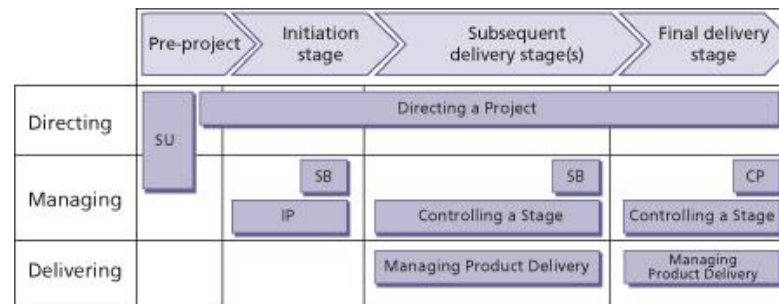 Pre-project
Initiation
stage
Subsequent
delivery stage(s)
Final delivery
stage
Directing
SU
Directing a Project
Managing
SB
SB
CP
IP
Controlling a Stage
Controlling a Stage
Delivering
Managing Product Delivery
Managing
Product Delivery